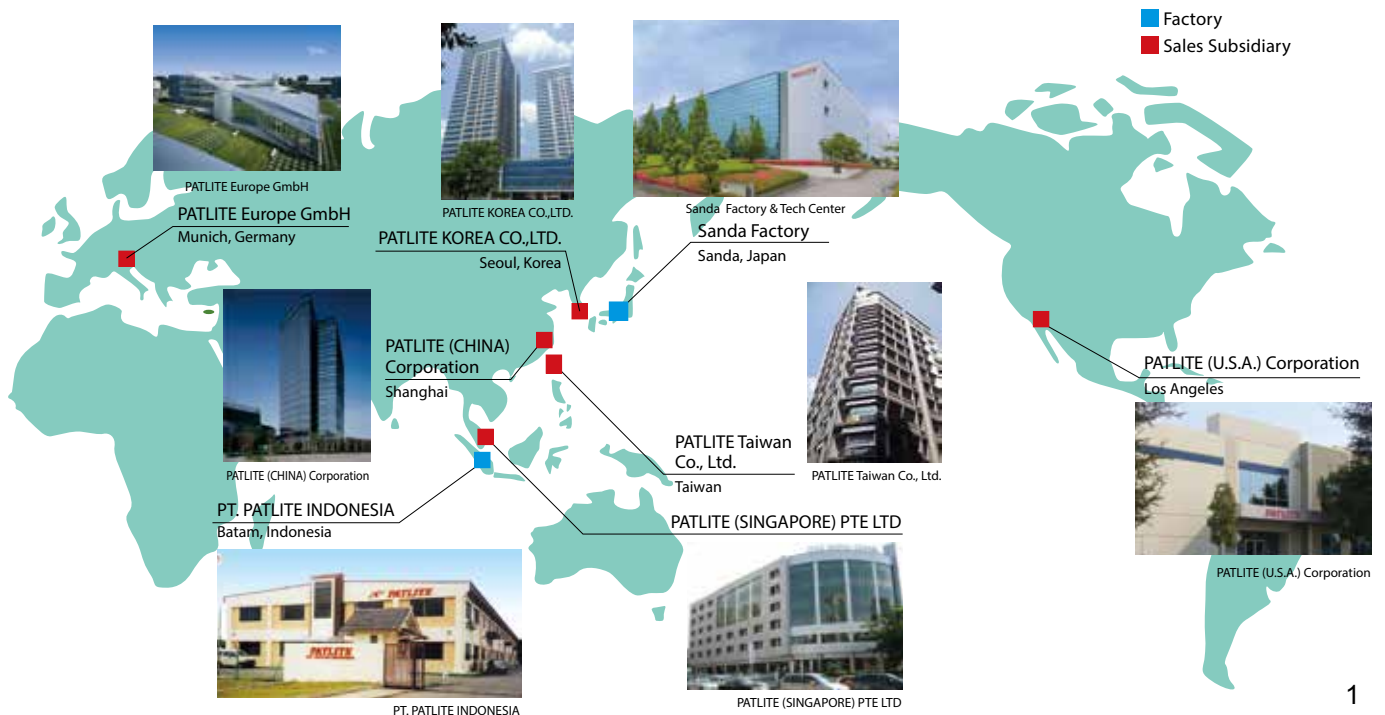 Factory
Sales Subsidiary
PATLITE Europe GmbH
PATLITE Europe GmbH
Munich, Germany
PATLITE KOREA CO.,LTD.
PATLITE KOREA CO.,LTD.
Seoul, Korea
Sanda Factory & Tech Center
Sanda Factory
Sanda, Japan
PATLITE (CHINA)
Corporation
Shanghai
PATLITE (CHINA) Corporation
PATLITE Taiwan
Co., Ltd.
Taiwan
PATLITE Taiwan Co., Ltd.
PATLITE (U.S.A.) Corporation
Los Angeles
PATLITE
PATLITE (U.S.A.) Corporation
PT. PATLITE INDONESIA
Batam, Indonesia
PATLITE
PATLITE
PT. PATLITE INDONESIA
PATLITE (SINGAPORE) PTE LTD
PATLITE (SINGAPORE) PTE LTD
1